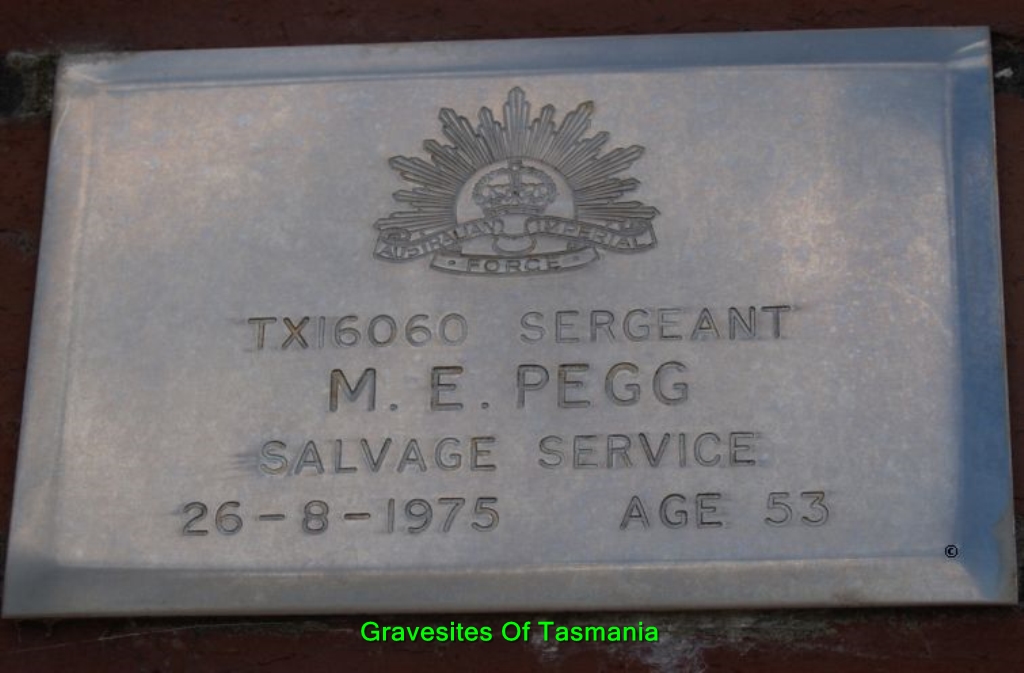 AUSTRALIAN IMPERIAL
FORCE
TX16060 SERGEANT
M. E. PEGG
SALVAGE SERVICE
26-8-1975 AGE 53
©
Gravesites Of Tasmania